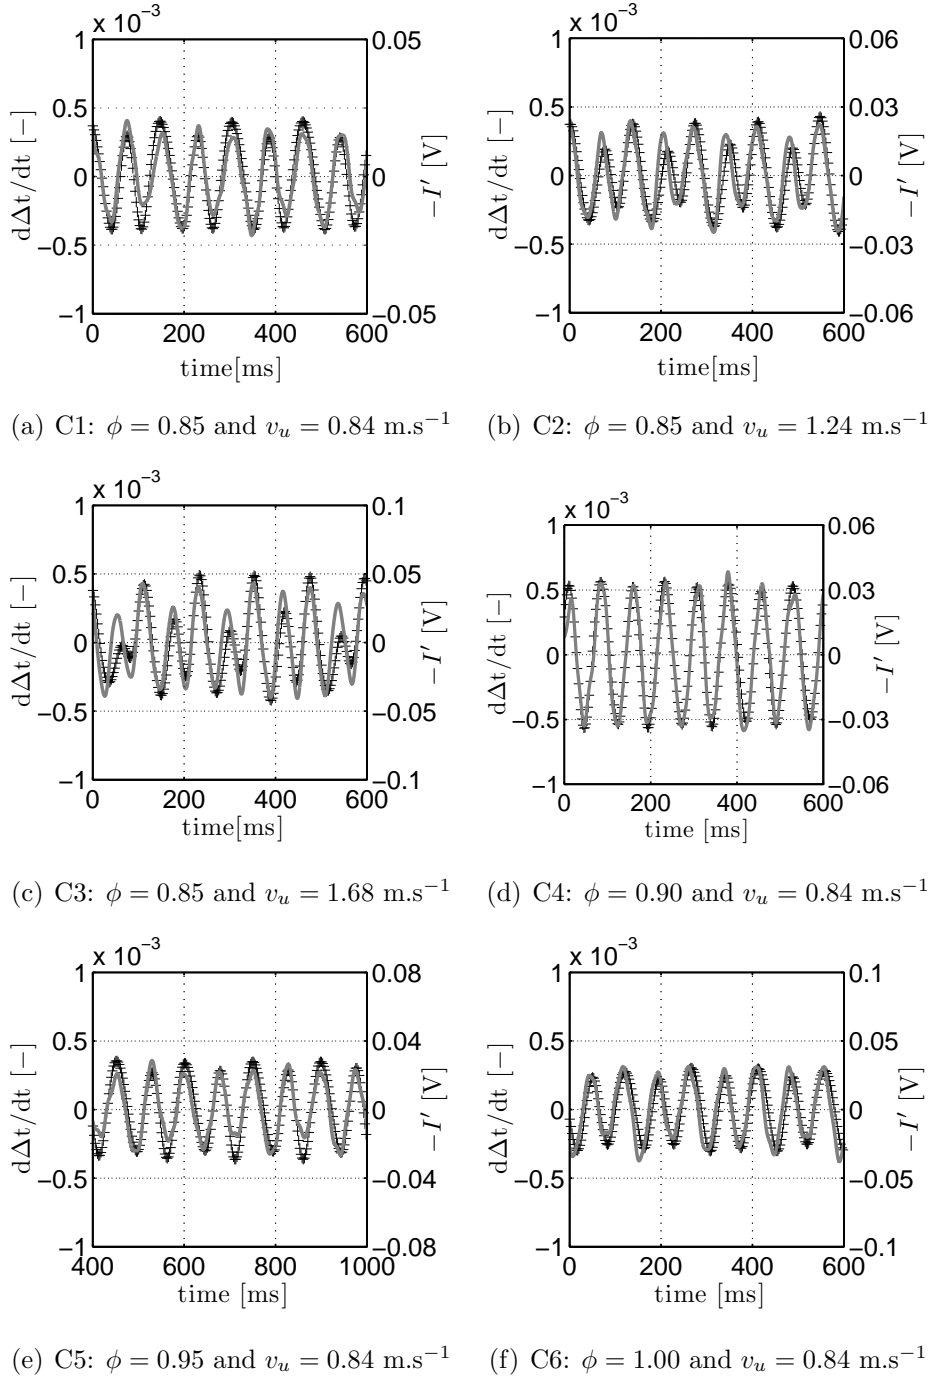 x 10⁻³ x 10⁻³
1 0.05 1 0.06
0.5 0.5 0.03
dΔt/dt [−] 0 0 −I′ [V] dΔt/dt [−] 0 0 −I′ [V]
−0.5 −0.5 −0.03
−1 −0.05 −1 −0.06
0 200 400 600 0 200 400 600
time[ms] time[ms]
(a) C1: ϕ = 0.85 and vᵤ = 0.84 m.s⁻¹ (b) C2: ϕ = 0.85 and vᵤ = 1.24 m.s⁻¹
x 10⁻³ x 10⁻³
1 0.1 1 0.06
0.5 0.05 0.5 0.03
dΔt/dt [−] 0 0 −I′ [V] dΔt/dt [−] 0 0 −I′ [V]
−0.5 −0.05 −0.5 −0.03
−1 −0.1 −1 −0.06
0 200 400 600 0 200 400 600
time[ms] time [ms]
(c) C3: ϕ = 0.85 and vᵤ = 1.68 m.s⁻¹ (d) C4: ϕ = 0.90 and vᵤ = 0.84 m.s⁻¹
x 10⁻³ x 10⁻³
1 0.08 1 0.1
0.5 0.04 0.5 0.05
dΔt/dt [−] 0 0 −I′ [V] dΔt/dt [−] 0 0 −I′ [V]
−0.5 −0.04 −0.5 −0.05
−1 −0.08 −1 −0.1
400 600 800 1000 0 200 400 600
time [ms] time [ms]
(e) C5: ϕ = 0.95 and vᵤ = 0.84 m.s⁻¹ (f) C6: ϕ = 1.00 and vᵤ = 0.84 m.s⁻¹